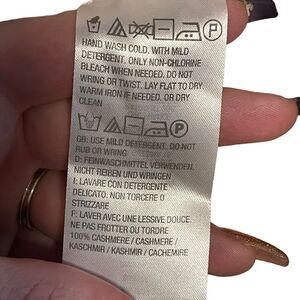 HAND WASH COLD. WITH MILD
DETERGENT. ONLY NON-CHLORINE
BLEACH WHEN NEEDED. DO NOT
WRING OR TWIST. LAY FLAT TO DRY.
WARM IRON IF NEEDED. OR DRY
CLEAN
GB: USE MILD DETERGENT. DO NOT
RUB OR WRING
D: FEINWASCHMITTEL VERWENDEN.
NICHT REIBEN UND WRINGEN
I: LAVARE CON DETERGENTE
DELICATO. NON TORCERE O
STRIZZARE
F: LAVER AVEC UNE LESSIVE DOUCE.
NE PAS FROTTER OU TORDRE
100% CASHMERE / CASHMERE /
KASCHMIR / KASHMIR / CACHEMIRE